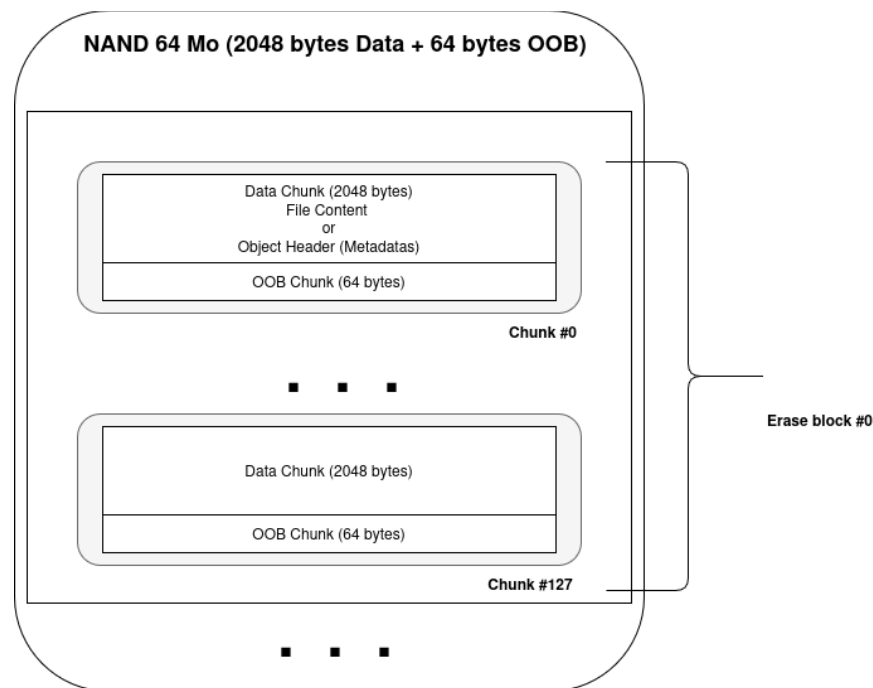 NAND 64 Mo (2048 bytes Data + 64 bytes OOB)
Data Chunk (2048 bytes)
File Content
or
Object Header (Metadatas)
OOB Chunk (64 bytes)
Chunk #0
Data Chunk (2048 bytes)
Erase block #0
OOB Chunk (64 bytes)
Chunk #127